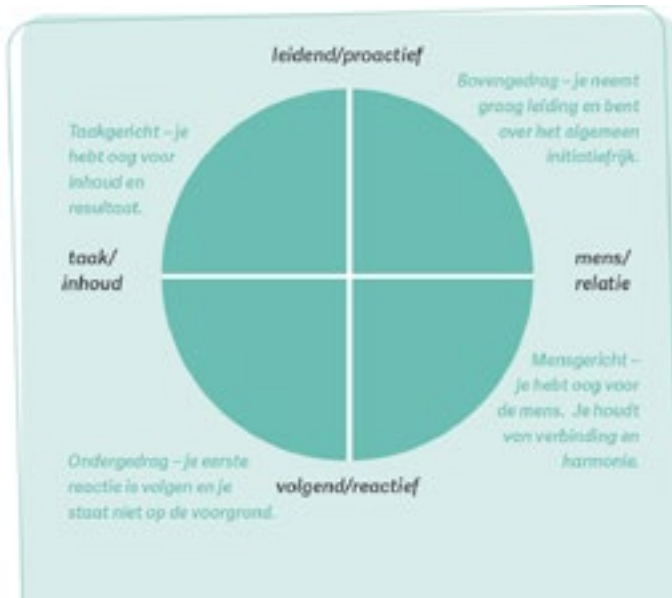 leidend/proactief
Bovengedrag – je neemt
graag leiding en bent
over het algemeen
initiatiefrijk.
Taakgericht – je
hebt oog voor
inhoud en
resultaat.
taak/
inhoud
mens/
relatie
Mensgericht –
je hebt oog voor
de mens. Je houdt
van verbinding en
harmonie.
Ondergedrag – je eerste
reactie is volgen en je
staat niet op de voorgrond.
volgend/reactief